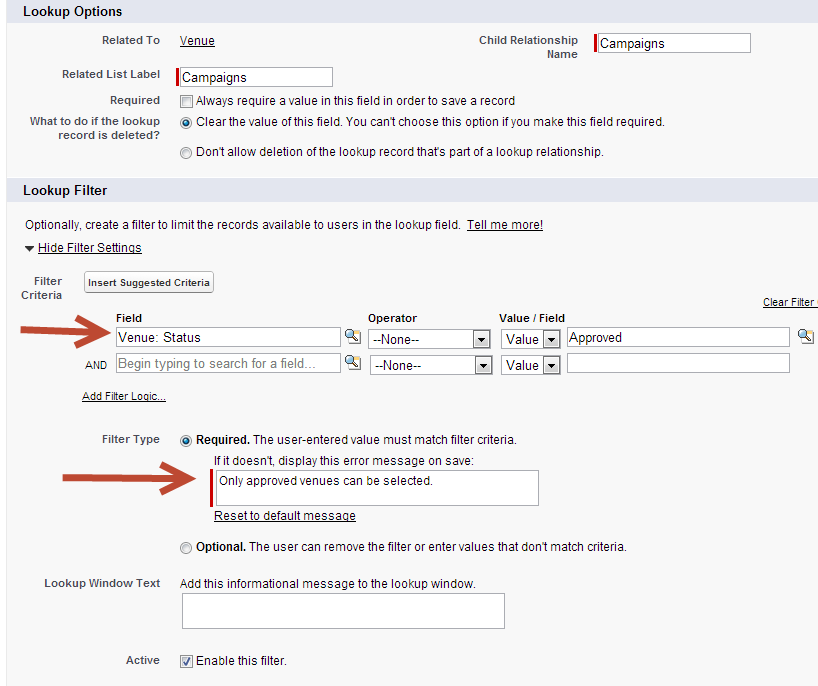 Lookup Options
Related To Venue Child Relationship Name Campaigns
Related List Label Campaigns
Required Always require a value in this field in order to save a record
What to do if the lookup record is deleted? Clear the value of this field. You can't choose this option if you make this field required.
Don't allow deletion of the lookup record that's part of a lookup relationship.
Lookup Filter
Optionally, create a filter to limit the records available to users in the lookup field. Tell me more!
Hide Filter Settings
Filter Criteria Insert Suggested Criteria
Clear Filter
Field Operator Value / Field
Venue: Status --None-- Value Approved
AND Begin typing to search for a field... --None-- Value
Add Filter Logic...
Filter Type Required. The user-entered value must match filter criteria.
If it doesn't, display this error message on save:
Only approved venues can be selected.
Reset to default message
Optional. The user can remove the filter or enter values that don't match criteria.
Lookup Window Text Add this informational message to the lookup window.
Active Enable this filter.